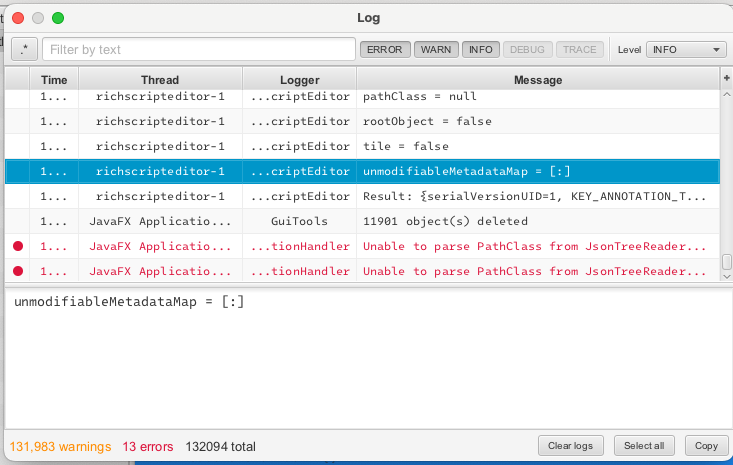 Log
.*
Filter by text
ERROR
WARN
INFO
DEBUG
TRACE
Level
INFO
Time Thread Logger Message +
1... richscripteditor-1 ...criptEditor pathClass = null
1... richscripteditor-1 ...criptEditor rootObject = false
1... richscripteditor-1 ...criptEditor tile = false
1... richscripteditor-1 ...criptEditor unmodifiableMetadataMap = [:]
1... richscripteditor-1 ...criptEditor Result: {serialVersionUID=1, KEY_ANNOTATION_T...
1... JavaFX Applicatio... GuiTools 11901 object(s) deleted
1... JavaFX Applicatio... ...tionHandler Unable to parse PathClass from JsonTreeReader...
1... JavaFX Applicatio... ...tionHandler Unable to parse PathClass from JsonTreeReader...
unmodifiableMetadataMap = [:]
131,983 warnings 13 errors 132094 total
Clear logs
Select all
Copy